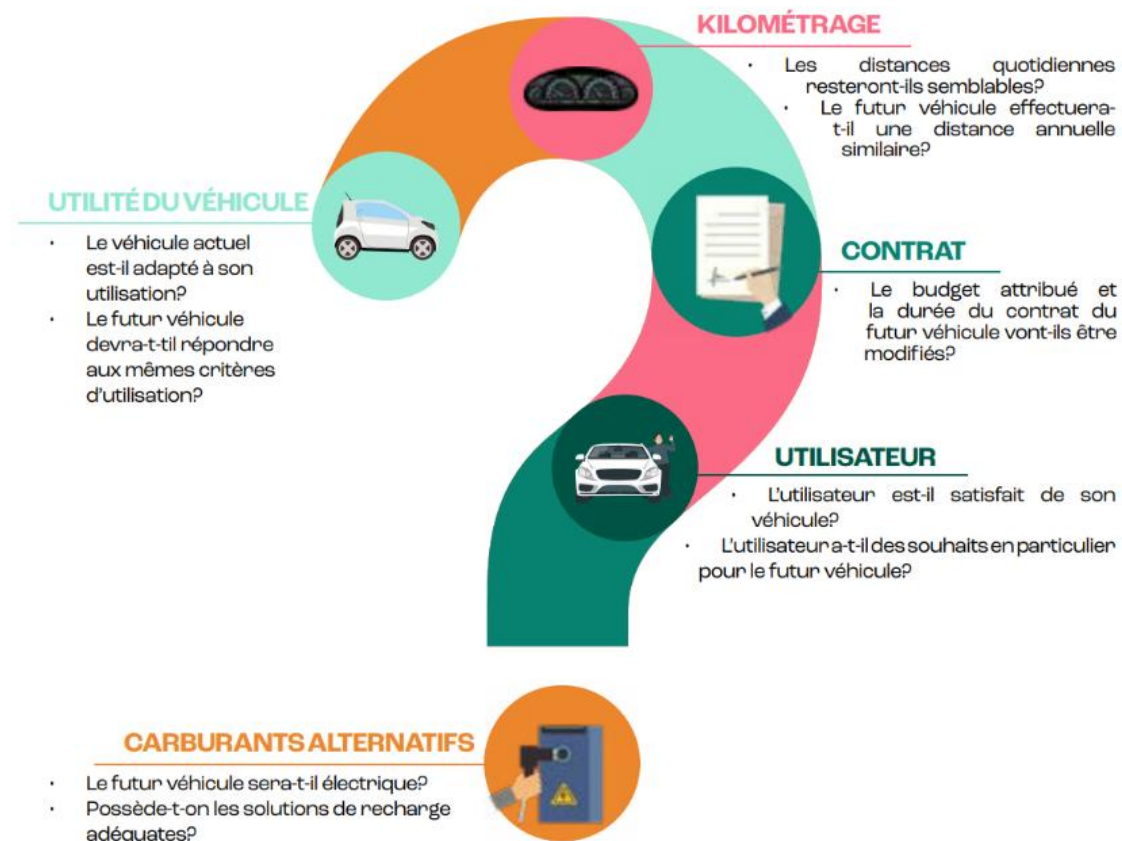 KILOMÉTRAGE
· Les distances quotidiennes
resteront-ils semblables?
· Le futur véhicule effectuera-
t-il une distance annuelle
similaire?
UTILITÉ DU VÉHICULE
· Le véhicule actuel
est-il adapté à son
utilisation?
· Le futur véhicule
devra-t-til répondre
aux mêmes critères
d'utilisation?
CONTRAT
· Le budget attribué et
la durée du contrat du
futur véhicule vont-ils être
modifiés?
UTILISATEUR
· L'utilisateur est-il satisfait de son
véhicule?
· L'utilisateur a-t-il des souhaits en particulier
pour le futur véhicule?
CARBURANTS ALTERNATIFS
· Le futur véhicule sera-t-il électrique?
· Possède-t-on les solutions de recharge
adéquates?